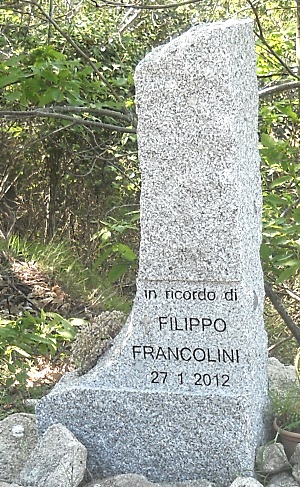 in ricordo di
FILIPPO
FRANCOLINI
27 1 2012